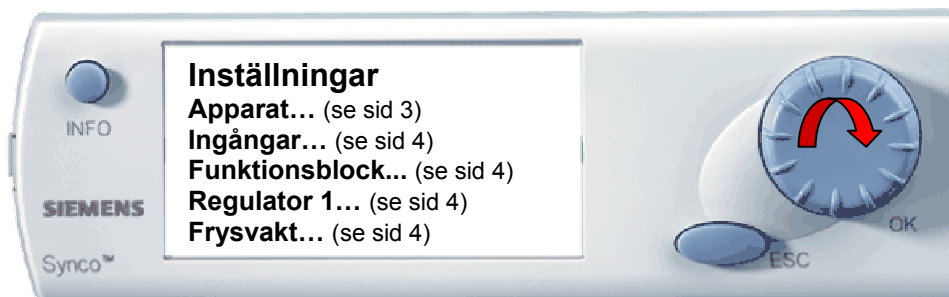 Inställningar
Apparat… (se sid 3)
Ingångar… (se sid 4)
Funktionsblock... (se sid 4)
Regulator 1… (se sid 4)
Frysvakt… (se sid 4)
INFO
SIEMENS
Synco™
OK
ESC